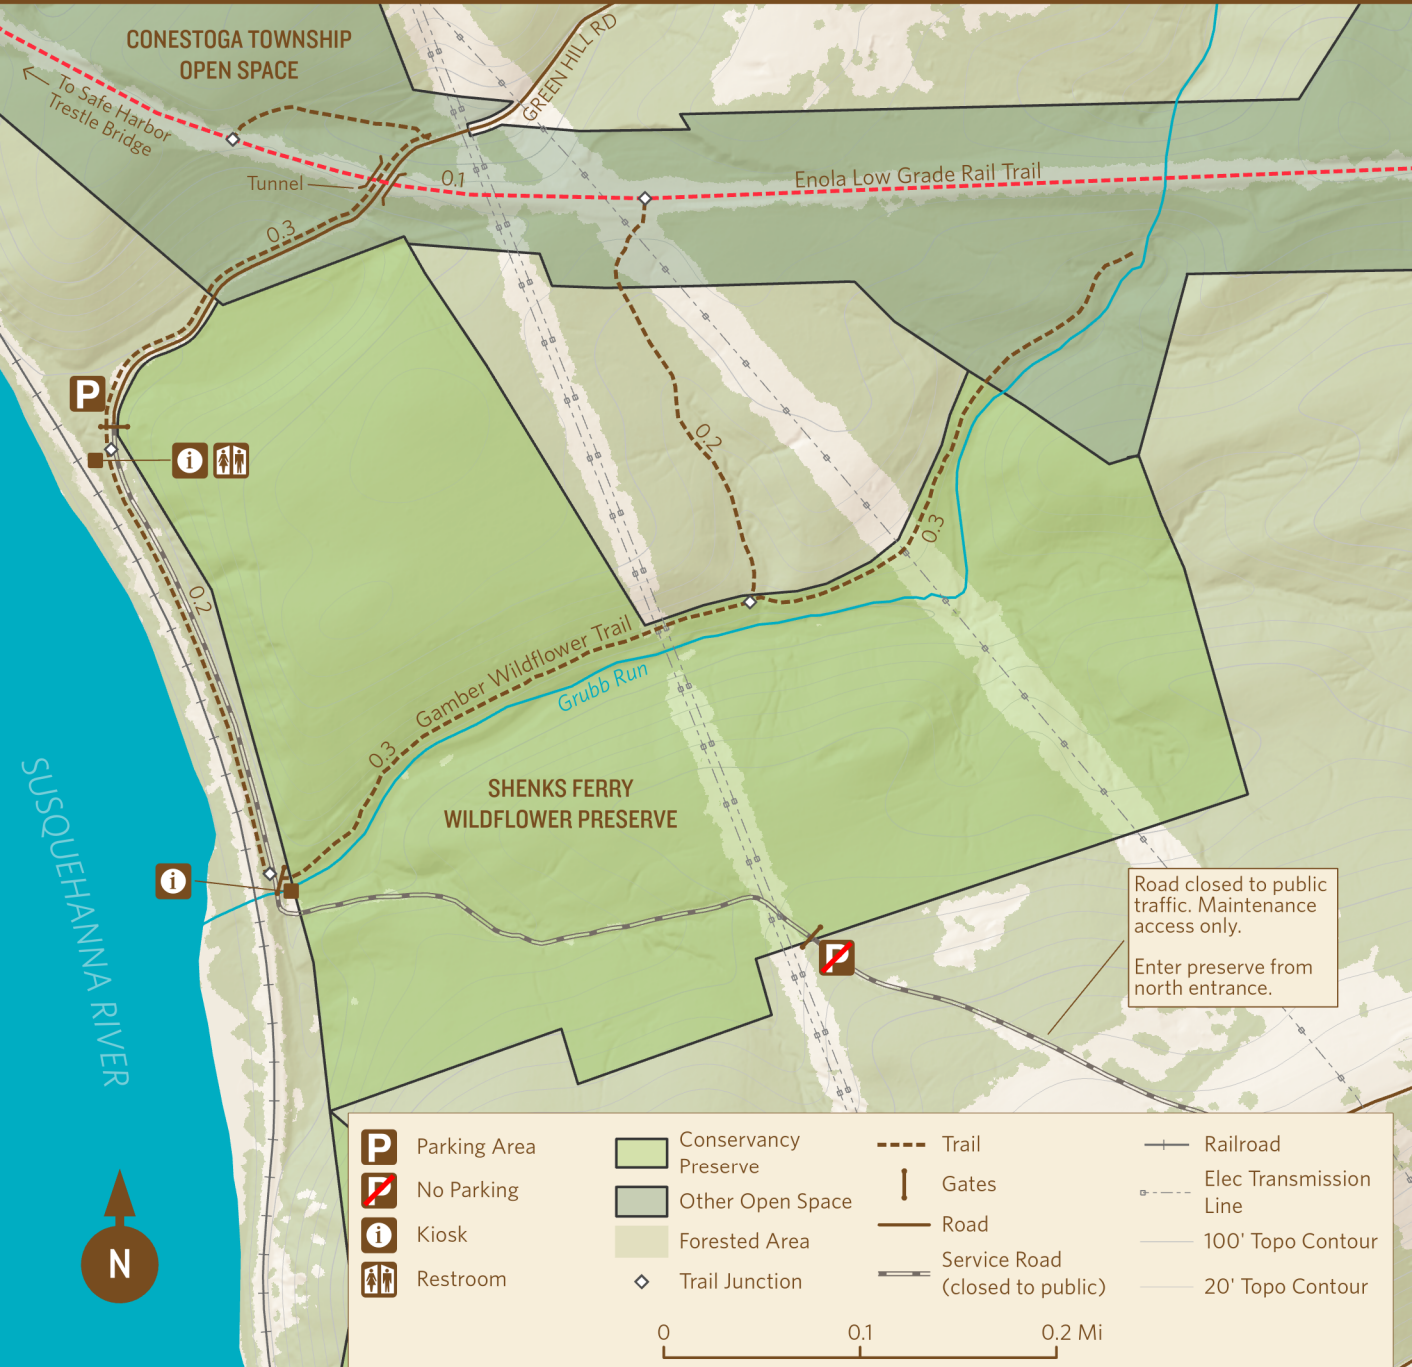 CONESTOGA TOWNSHIP
OPEN SPACE
GREEN HILL RD
To Safe Harbor
Trestle Bridge
Tunnel
0.1
Enola Low Grade Rail Trail
0.3
P
i
0.2
0.2
0.3
Gamber Wildflower Trail
Grubb Run
0.3
SHENKS FERRY
WILDFLOWER PRESERVE
SUSQUEHANNA RIVER
i
P
Road closed to public
traffic. Maintenance
access only.
Enter preserve from
north entrance.
N
P
Parking Area
P
No Parking
i
Kiosk
Restroom
Conservancy
Preserve
Other Open Space
Forested Area
Trail Junction
Trail
Gates
Road
Service Road
(closed to public)
Railroad
Elec Transmission
Line
100' Topo Contour
20' Topo Contour
0
0.1
0.2 Mi